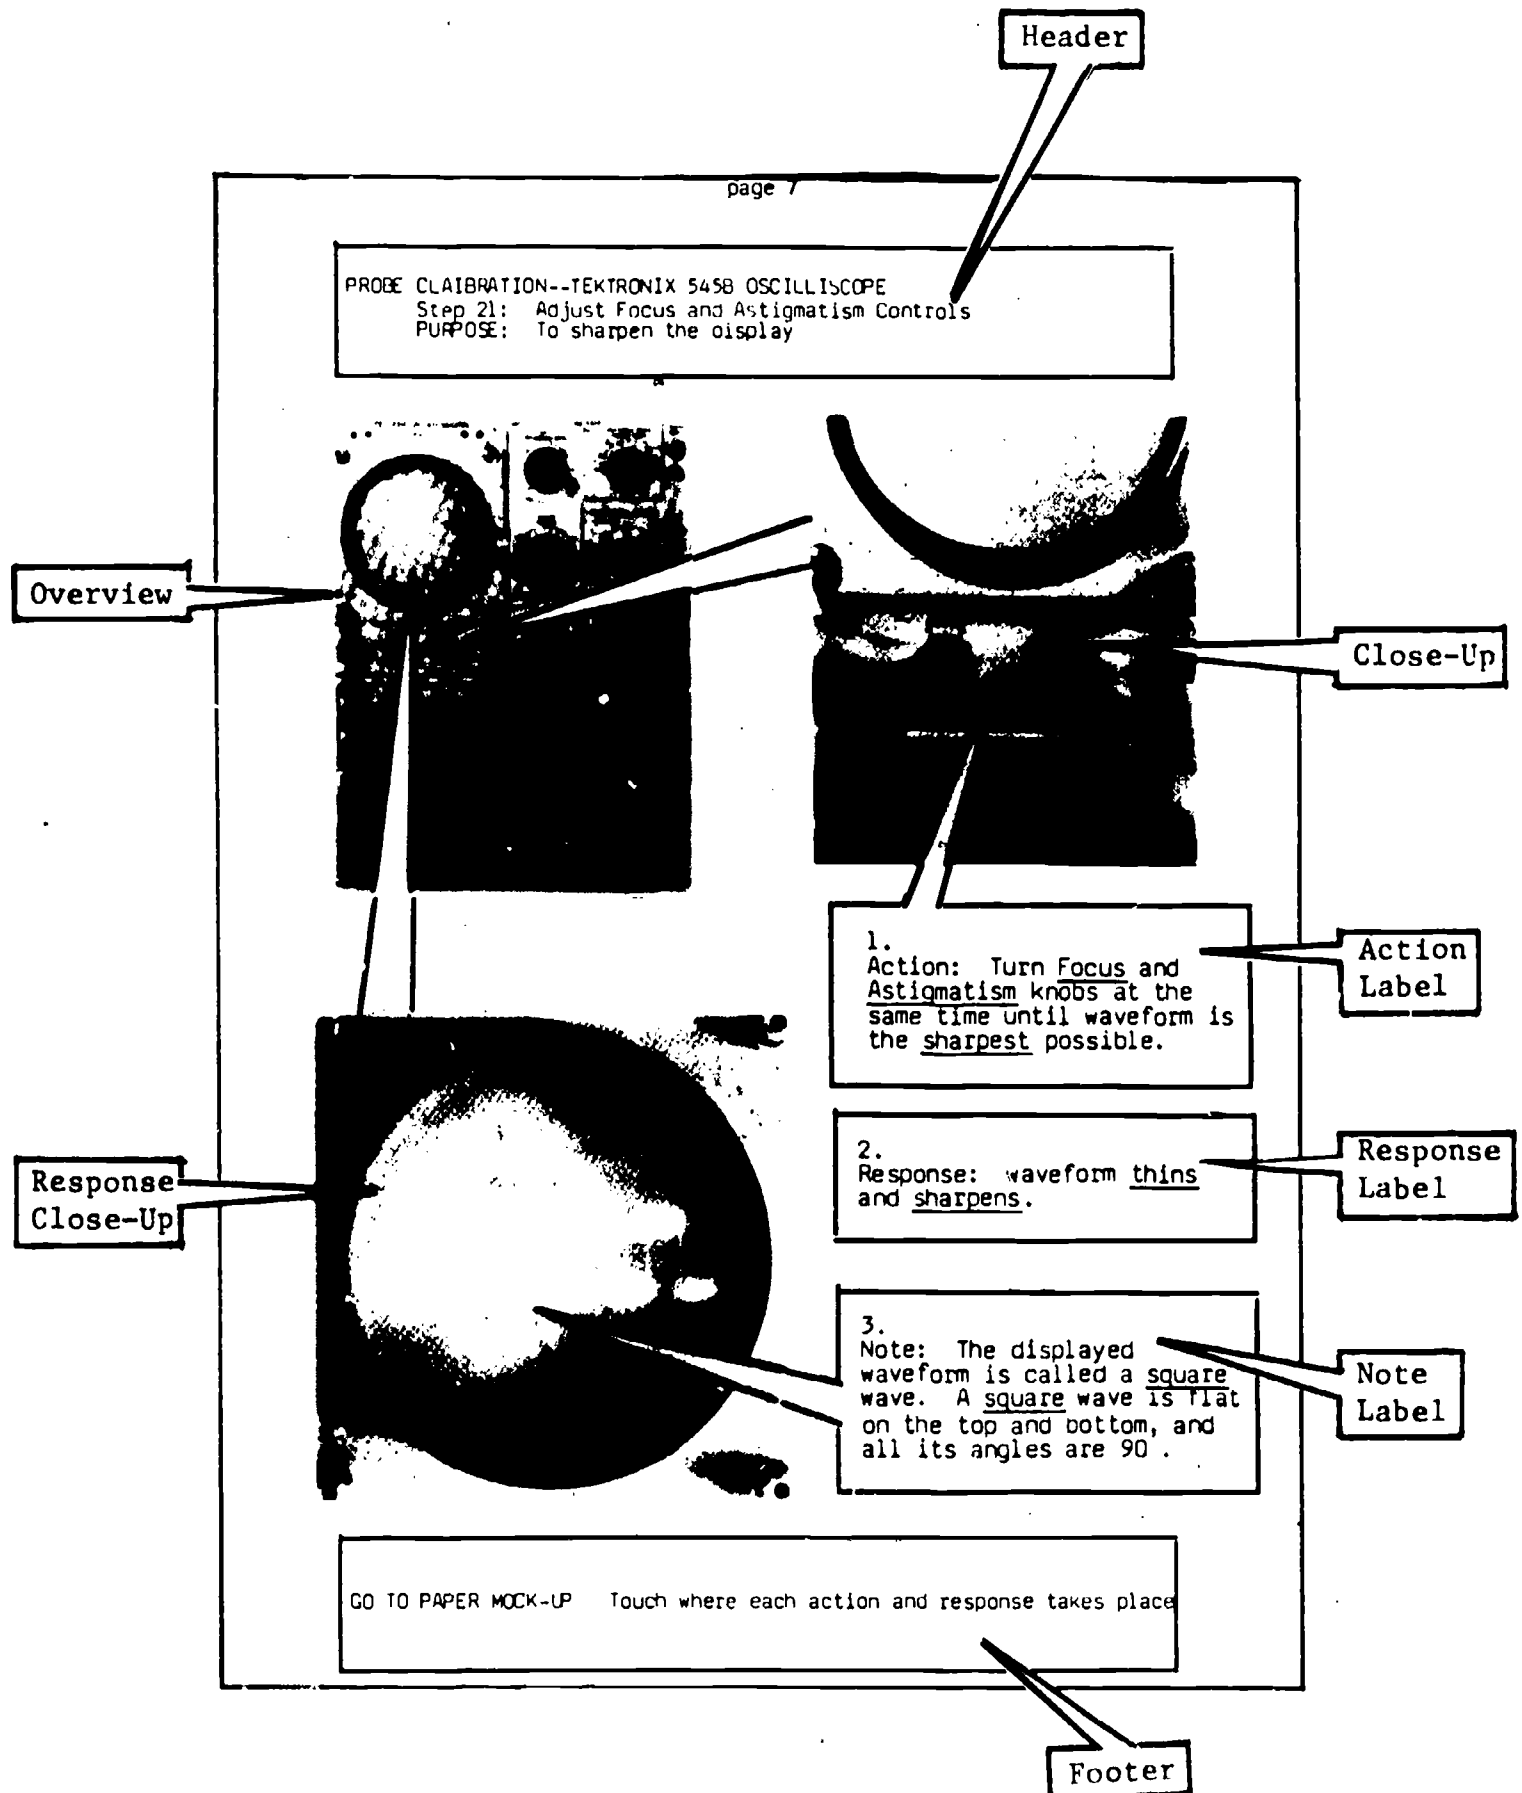 Header
page 7
PROBE CLAIBRATION--TEKTRONIX 545B OSCILLISCOPE
Step 21: Adjust Focus and Astigmatism Controls
PURPOSE: To sharpen the display
Overview
Close-Up
1.
Action: Turn Focus and
Astigmatism knobs at the
same time until waveform is
the sharpest possible.
Action
Label
2.
Response: waveform thins
and sharpens.
Response
Label
Response
Close-Up
3.
Note: The displayed
waveform is called a square
wave. A square wave is flat
on the top and bottom, and
all its angles are 90 .
Note
Label
GO TO PAPER MOCK-UP Touch where each action and response takes place
Footer